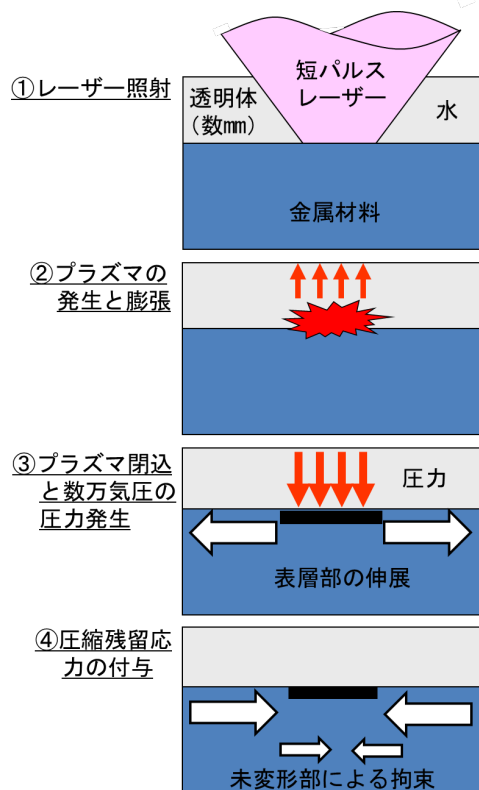 ①レーザー照射
短パルス
レーザー
透明体
(数㎜)
水
金属材料
②プラズマの
発生と膨張
③プラズマ閉込
と数万気圧の
圧力発生
圧力
表層部の伸展
④圧縮残留応
力の付与
未変形部による拘束